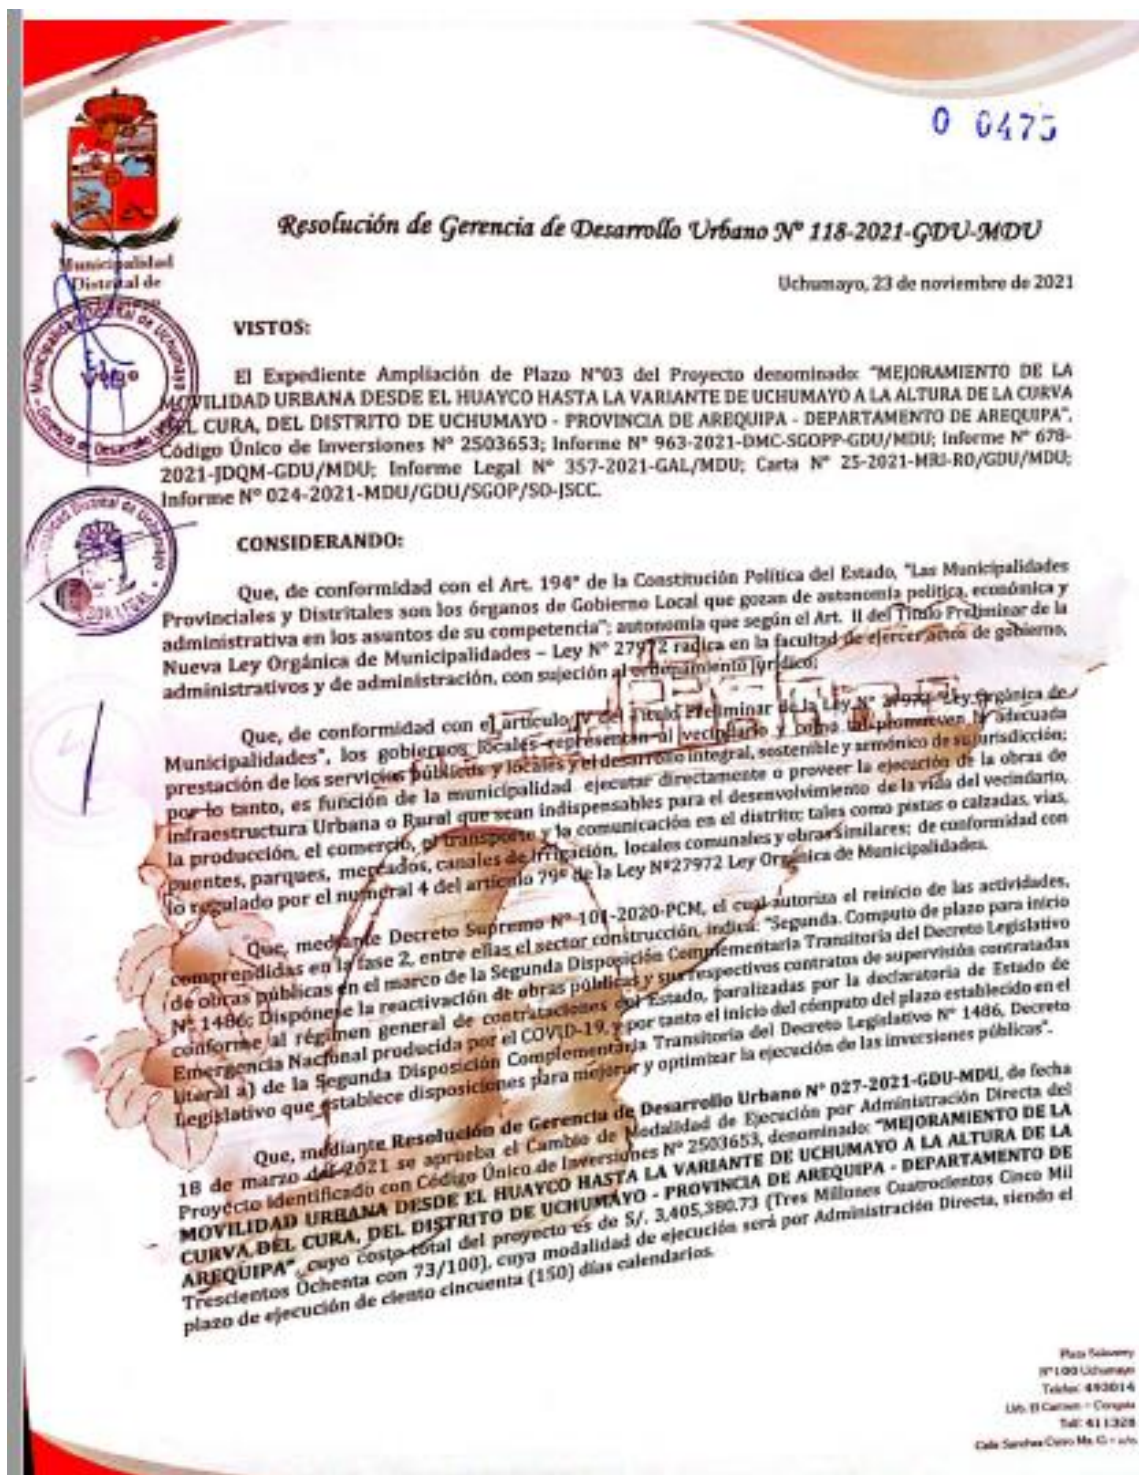 0 0475
Municipalidad
Distrital de
Resolución de Gerencia de Desarrollo Urbano N° 118-2021-GDU-MDU
Uchumayo, 23 de noviembre de 2021
VISTOS:
El Expediente Ampliación de Plazo N°03 del Proyecto denominado: "MEJORAMIENTO DE LA
MOVILIDAD URBANA DESDE EL HUAYCO HASTA LA VARIANTE DE UCHUMAYO A LA ALTURA DE LA CURVA
DEL CURA, DEL DISTRITO DE UCHUMAYO - PROVINCIA DE AREQUIPA - DEPARTAMENTO DE AREQUIPA",
Código Único de Inversiones N° 2503653; Informe N° 963-2021-DMC-SGOPP-GDU/MDU; Informe N° 678-
2021-JDQM-GDU/MDU; Informe Legal N° 357-2021-GAL/MDU; Carta N° 25-2021-MRJ-RO/GDU/MDU;
Informe N° 024-2021-MDU/GDU/SGOP/SO-JSCC.
CONSIDERANDO:
Que, de conformidad con el Art. 194° de la Constitución Política del Estado, "Las Municipalidades
Provinciales y Distritales son los órganos de Gobierno Local que gozan de autonomía política, económica y
administrativa en los asuntos de su competencia"; autonomía que según el Art. II del Título Preliminar de la
Nueva Ley Orgánica de Municipalidades – Ley N° 27972 radica en la facultad de ejercer actos de gobierno,
administrativos y de administración, con sujeción al ordenamiento jurídico;
Que, de conformidad con el artículo IV del Título Preliminar de la Ley N° 27972 "Ley Orgánica de
Municipalidades", los gobiernos locales representan al vecindario y como tal promueven la adecuada
prestación de los servicios públicos y locales y el desarrollo integral, sostenible y armónico de su jurisdicción;
por lo tanto, es función de la municipalidad ejecutar directamente o proveer la ejecución de la obras de
infraestructura Urbana o Rural que sean indispensables para el desenvolvimiento de la vida del vecindario,
la producción, el comercio, el transporte y la comunicación en el distrito; tales como pistas o calzadas, vías,
puentes, parques, mercados, canales de irrigación, locales comunales y obras similares; de conformidad con
lo regulado por el numeral 4 del artículo 79° de la Ley N°27972 Ley Orgánica de Municipalidades.
Que, mediante Decreto Supremo N° 101-2020-PCM, el cual autoriza el reinicio de las actividades,
comprendidas en la fase 2, entre ellas el sector construcción, indica: "Segunda. Computo de plazo para inicio
de obras públicas en el marco de la Segunda Disposición Complementaria Transitoria del Decreto Legislativo
N° 1486; Dispónese la reactivación de obras públicas y sus respectivos contratos de supervisión contratadas
conforme al régimen general de contrataciones del Estado, paralizadas por la declaratoria de Estado de
Emergencia Nacional producida por el COVID-19, y por tanto el inicio del cómputo del plazo establecido en el
literal a) de la Segunda Disposición Complementaria Transitoria del Decreto Legislativo N° 1486, Decreto
Legislativo que establece disposiciones para mejorar y optimizar la ejecución de las inversiones públicas".
Que, mediante Resolución de Gerencia de Desarrollo Urbano N° 027-2021-GDU-MDU, de fecha
18 de marzo del 2021 se aprueba el Cambio de Modalidad de Ejecución por Administración Directa del
Proyecto identificado con Código Único de Inversiones N° 2503653, denominado: "MEJORAMIENTO DE LA
MOVILIDAD URBANA DESDE EL HUAYCO HASTA LA VARIANTE DE UCHUMAYO A LA ALTURA DE LA
CURVA DEL CURA, DEL DISTRITO DE UCHUMAYO - PROVINCIA DE AREQUIPA - DEPARTAMENTO DE
AREQUIPA", cuyo costo total del proyecto es de S/. 3,405,380.73 (Tres Millones Cuatrocientos Cinco Mil
Trescientos Ochenta con 73/100), cuya modalidad de ejecución será por Administración Directa, siendo el
plazo de ejecución de ciento cincuenta (150) días calendarios.
N°100 Uchumayo
Telefax: 493014
Telf: 411328